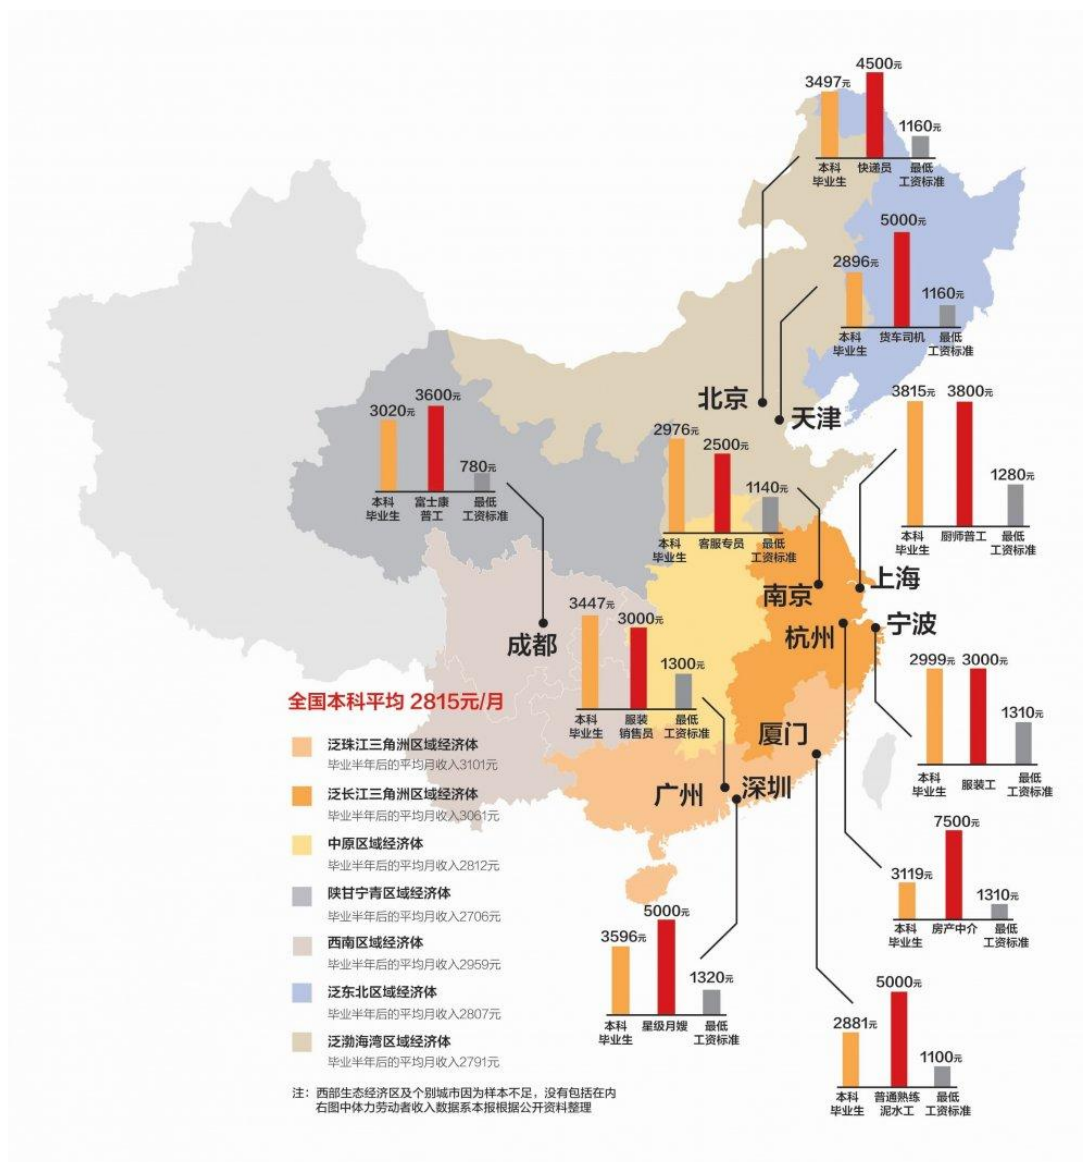 4500元
3497元
1160元
本科
毕业生
快递员
最低
工资标准
5000元
2896元
1160元
本科
毕业生
货车司机
最低
工资标准
北京
天津
3815元
3800元
1280元
本科
毕业生
厨师普工
最低
工资标准
3600元
3020元
780元
本科
毕业生
富士康
普工
最低
工资标准
2976元
2500元
1140元
本科
毕业生
客服专员
最低
工资标准
上海
南京
杭州
宁波
成都
3447元
3000元
1300元
本科
毕业生
服装
销售员
最低
工资标准
2999元
3000元
1310元
本科
毕业生
服装工
最低
工资标准
厦门
广州
深圳
7500元
3119元
1310元
本科
毕业生
房产中介
最低
工资标准
5000元
3596元
1320元
本科
毕业生
星级月嫂
最低
工资标准
5000元
2881元
1100元
本科
毕业生
普通熟练
泥水工
最低
工资标准
全国本科平均 2815元/月
泛珠江三角洲区域经济体
毕业半年后的平均月收入3101元
泛长江三角洲区域经济体
毕业半年后的平均月收入3061元
中原区域经济体
毕业半年后的平均月收入2812元
陕甘宁青区域经济体
毕业半年后的平均月收入2706元
西南区域经济体
毕业半年后的平均月收入2959元
泛东北区域经济体
毕业半年后的平均月收入2807元
泛渤海湾区域经济体
毕业半年后的平均月收入2791元
注：西部生态经济区及个别城市因为样本不足，没有包括在内
右图中体力劳动者收入数据系本报根据公开资料整理